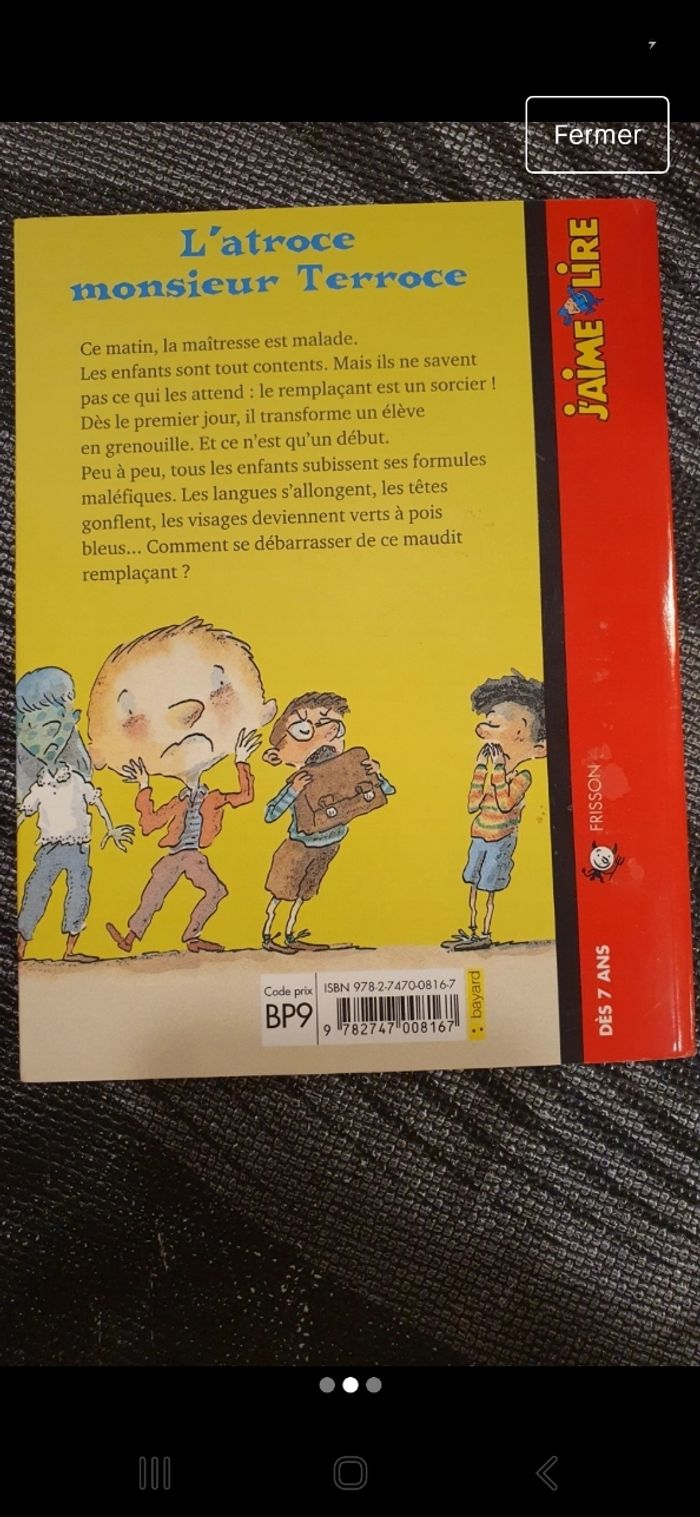 Fermer
L'atroce
monsieur Terroce
Ce matin, la maîtresse est malade.
Les enfants sont tout contents. Mais ils ne savent
pas ce qui les attend : le remplaçant est un sorcier !
Dès le premier jour, il transforme un élève
en grenouille. Et ce n'est qu'un début.
Peu à peu, tous les enfants subissent ses formules
maléfiques. Les langues s'allongent, les têtes
gonflent, les visages deviennent verts à pois
bleus... Comment se débarrasser de ce maudit
remplaçant ?
J'AIME LIRE
FRISSON
DÈS 7 ANS
Code prix
BP9
ISBN 978-2-7470-0816-7
9 782747 008167
bayard